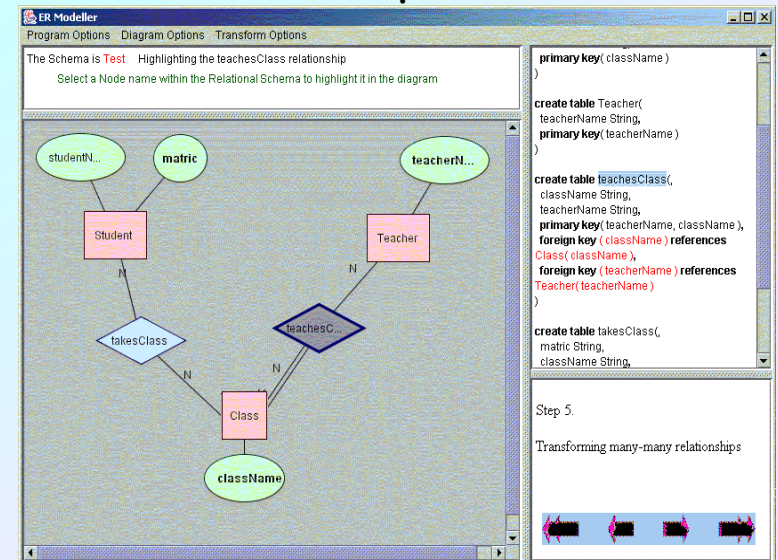 ER Modeller
Program Options Diagram Options Transform Options
The Schema is Test Highlighting the teachesClass relationship
Select a Node name within the Relational Schema to highlight it in the diagram
studentN...
matric
teacherN...
Student
Teacher
N
N
takesClass
teachesC...
N
N
Class
className
primary key( className )
)
create table Teacher(
teacherName String,
primary key( teacherName )
)
create table teachesClass(,
className String,
teacherName String,
primary key( teacherName, className ),
foreign key ( className ) references
Class( className ),
foreign key ( teacherName ) references
Teacher( teacherName )
)
create table takesClass(,
matric String,
className String,
Step 5.
Transforming many-many relationships